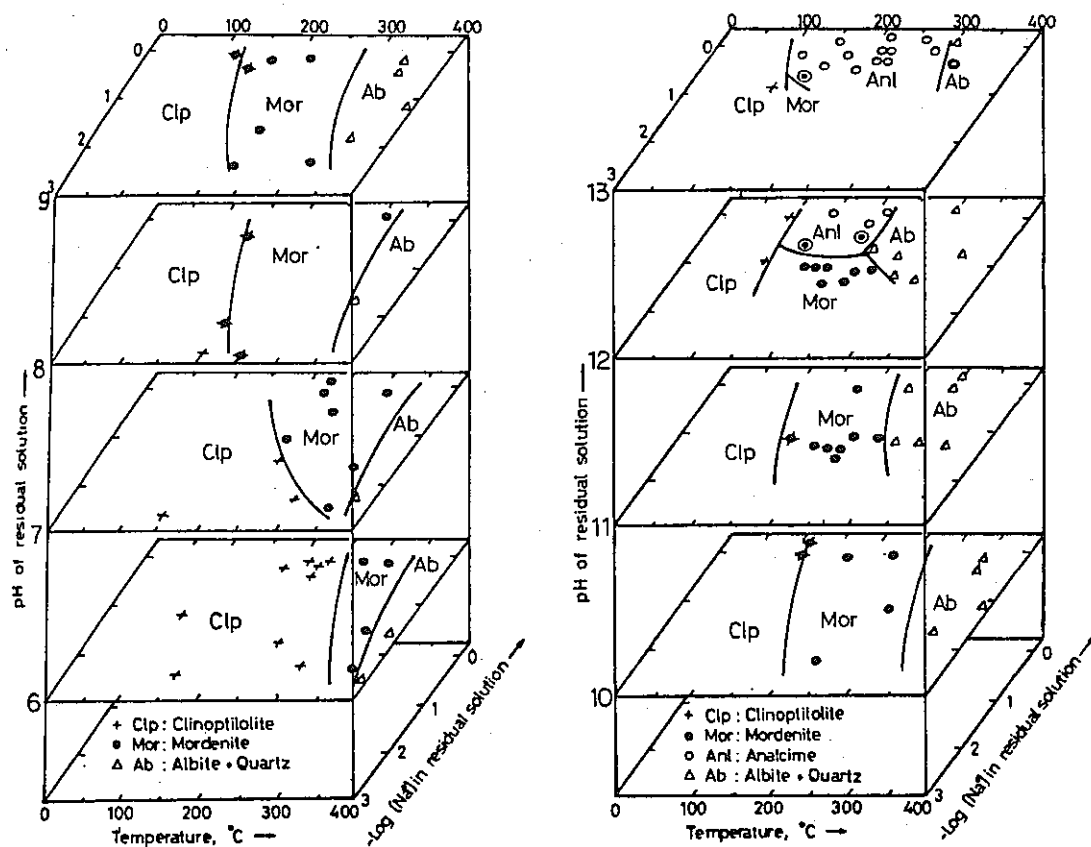 0 100 200 300 400
0
1
2
3
9
Clp Mor Ab
8
Clp Mor Ab
7
Clp Mor Ab
6
Clp Mor Ab
pH of residual solution →
+ Clp : Clinoptilolite
● Mor : Mordenite
△ Ab : Albite + Quartz
0
1
2
3
-Log [Na+] in residual solution →
0 100 200 300 400
Temperature, °C →
0 100 200 300 400
0
1
2
3
13
Clp Mor Anl Ab
12
Clp Anl Ab
Mor
11
Clp Mor Ab
10
Clp Mor Ab
pH of residual solution →
+ Clp : Clinoptilolite
● Mor : Mordenite
○ Anl : Analcime
△ Ab : Albite + Quartz
0
1
2
3
-Log [Na+] in residual solution →
0 100 200 300 400
Temperature, °C →